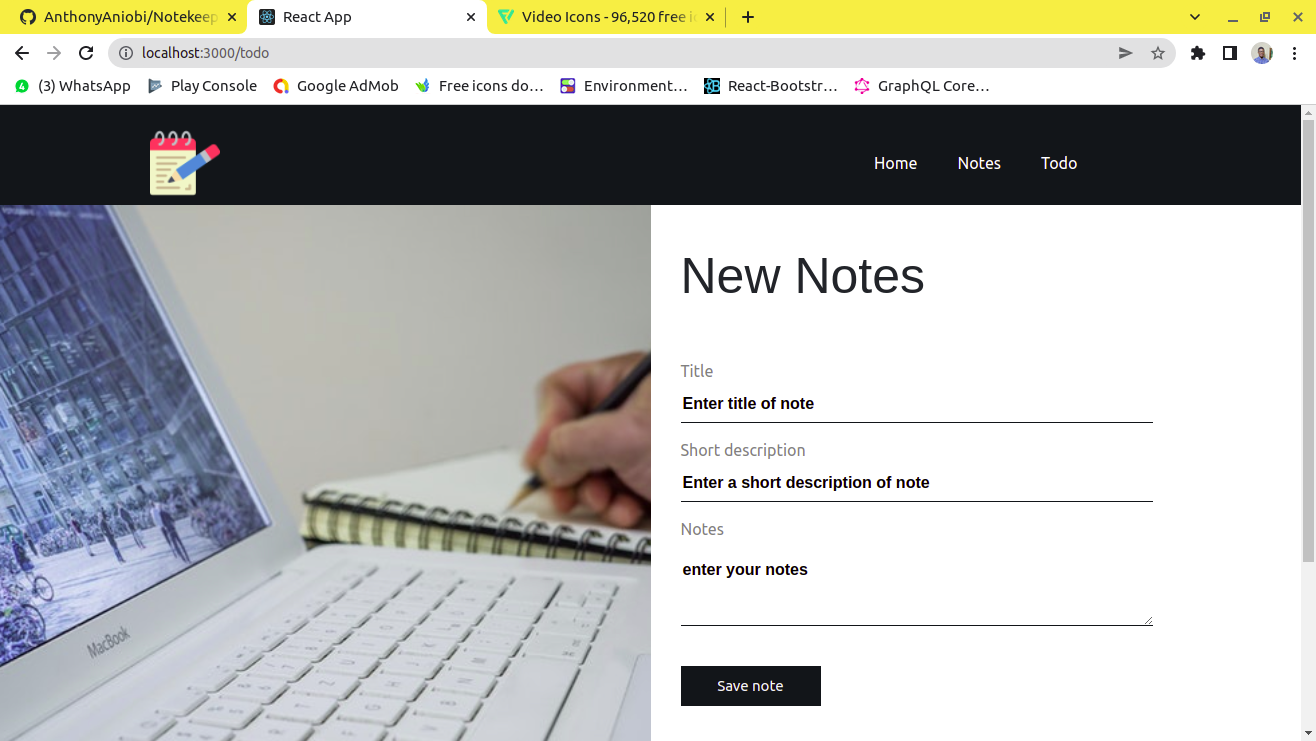 AnthonyAniobi/Notekeep
React App
Video Icons - 96,520 free i
localhost:3000/todo
4
(3) WhatsApp
Play Console
Google AdMob
Free icons do…
Environment…
React-Bootstr…
GraphQL Core…
Home
Notes
Todo
New Notes
Title
Enter title of note
Short description
Enter a short description of note
Notes
enter your notes
Save note
MacBook